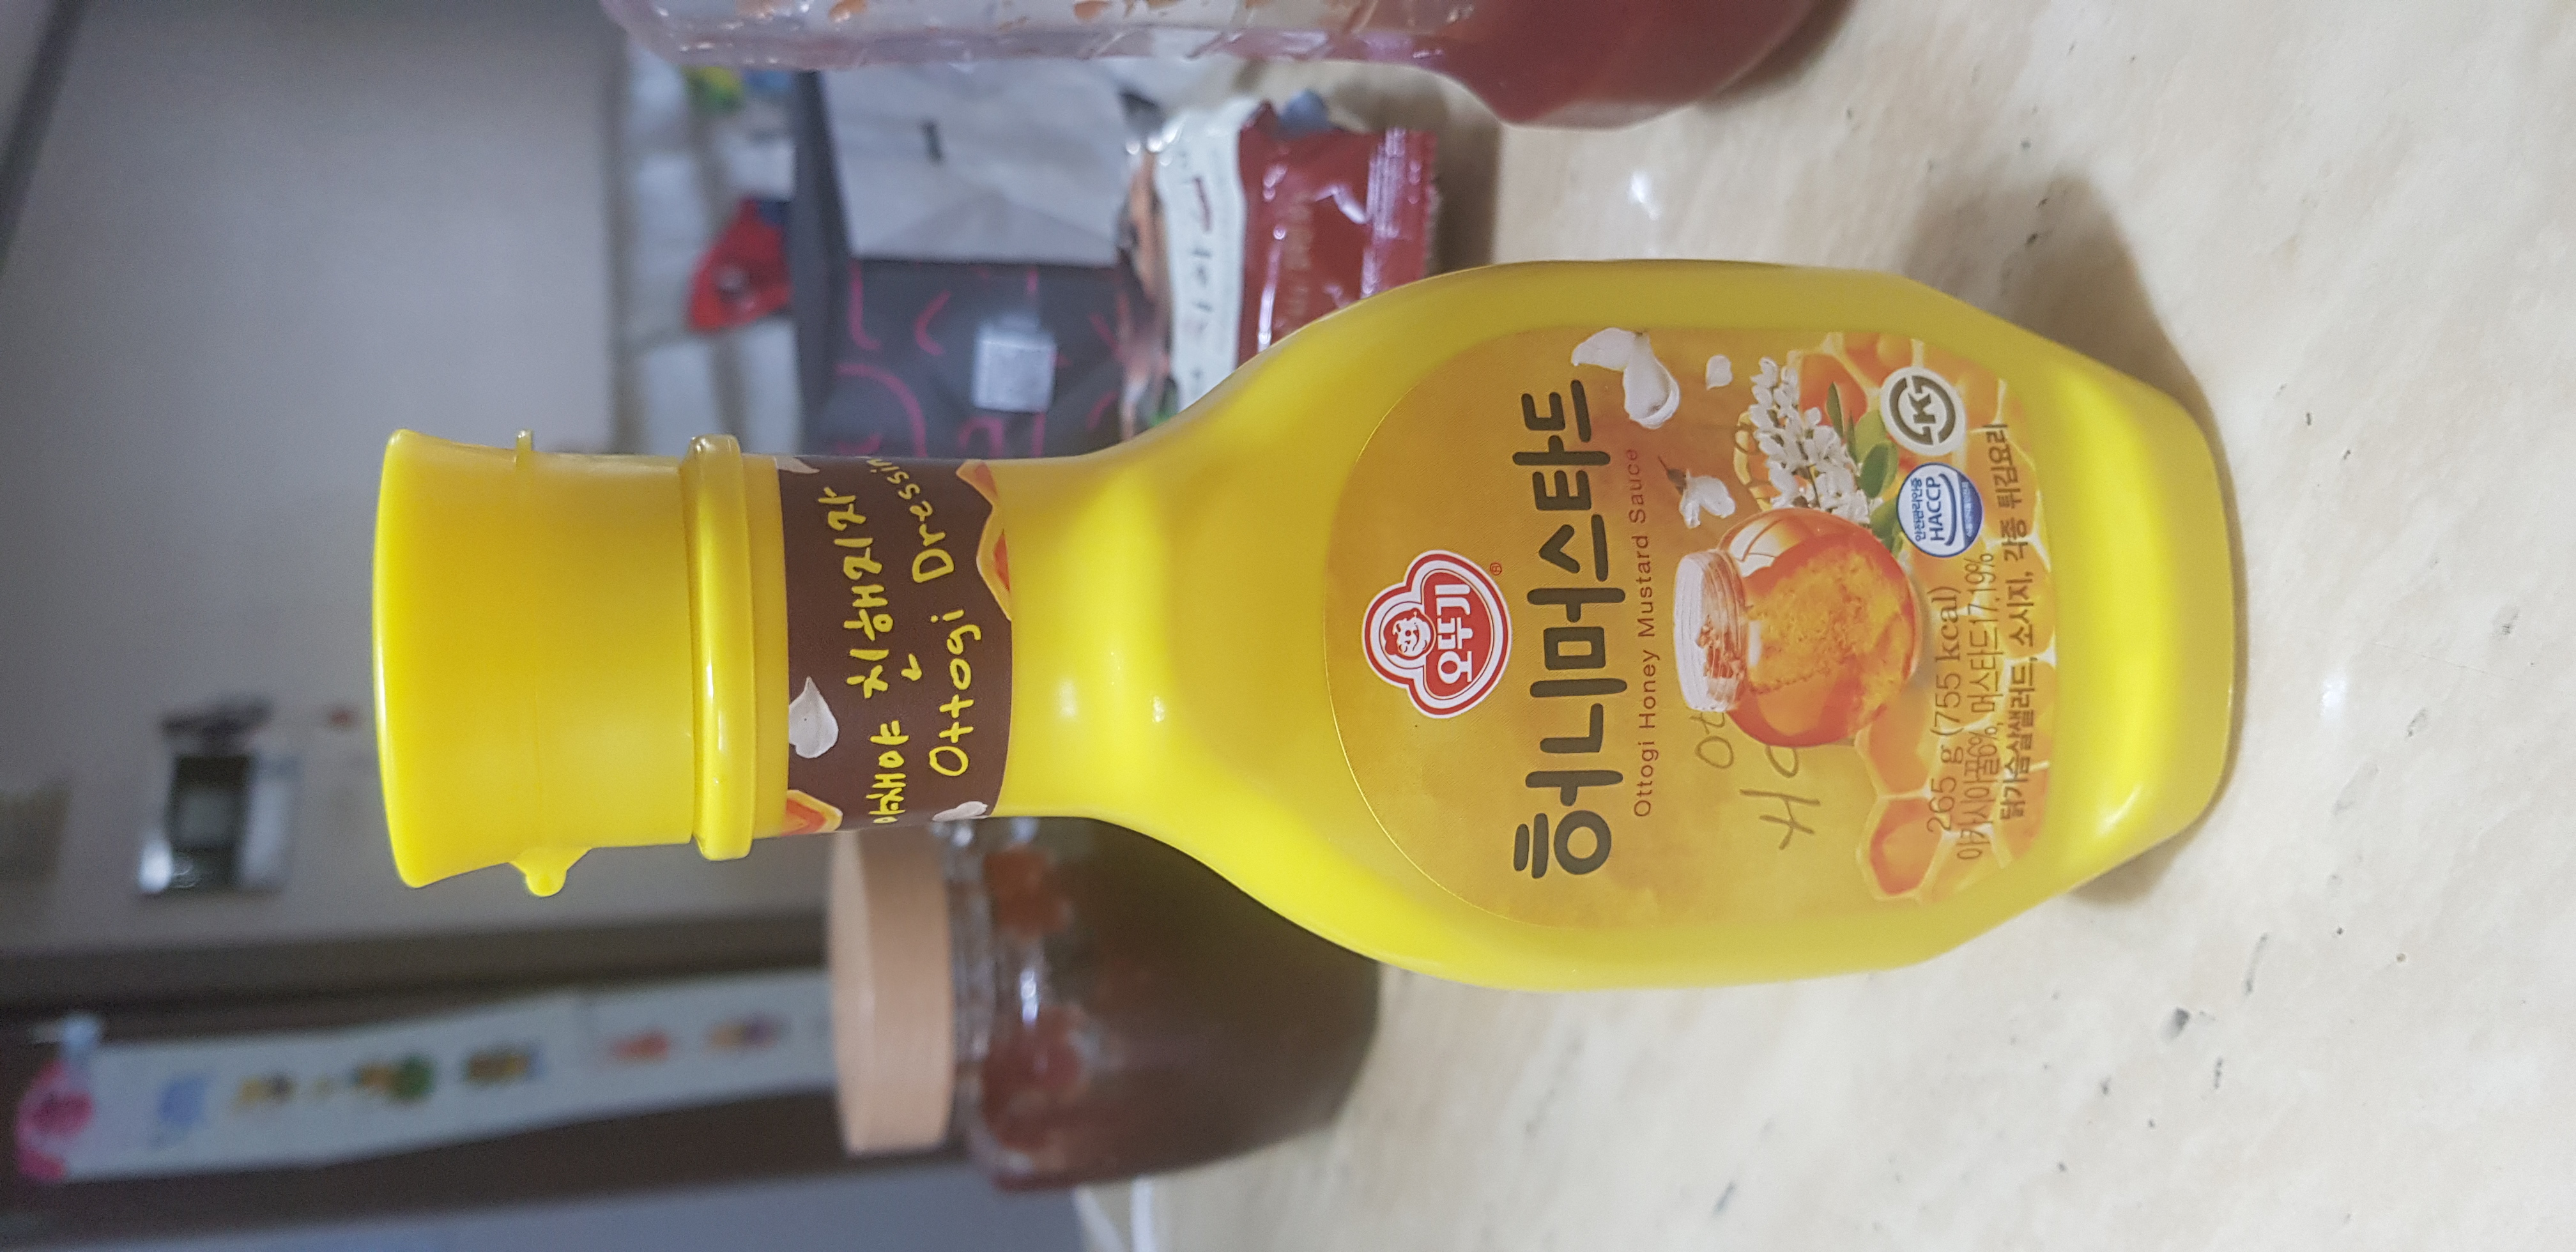 야채야 친해지자
Ottogi Dressing
오뚜기
®
허니머스타드
Ottogi Honey Mustard Sauce
안전관리인증
HACCP
265 g (755 kcal)
아카시아꿀6%, 머스타드17.19%
닭가슴살샐러드, 소시지, 각종 튀김요리